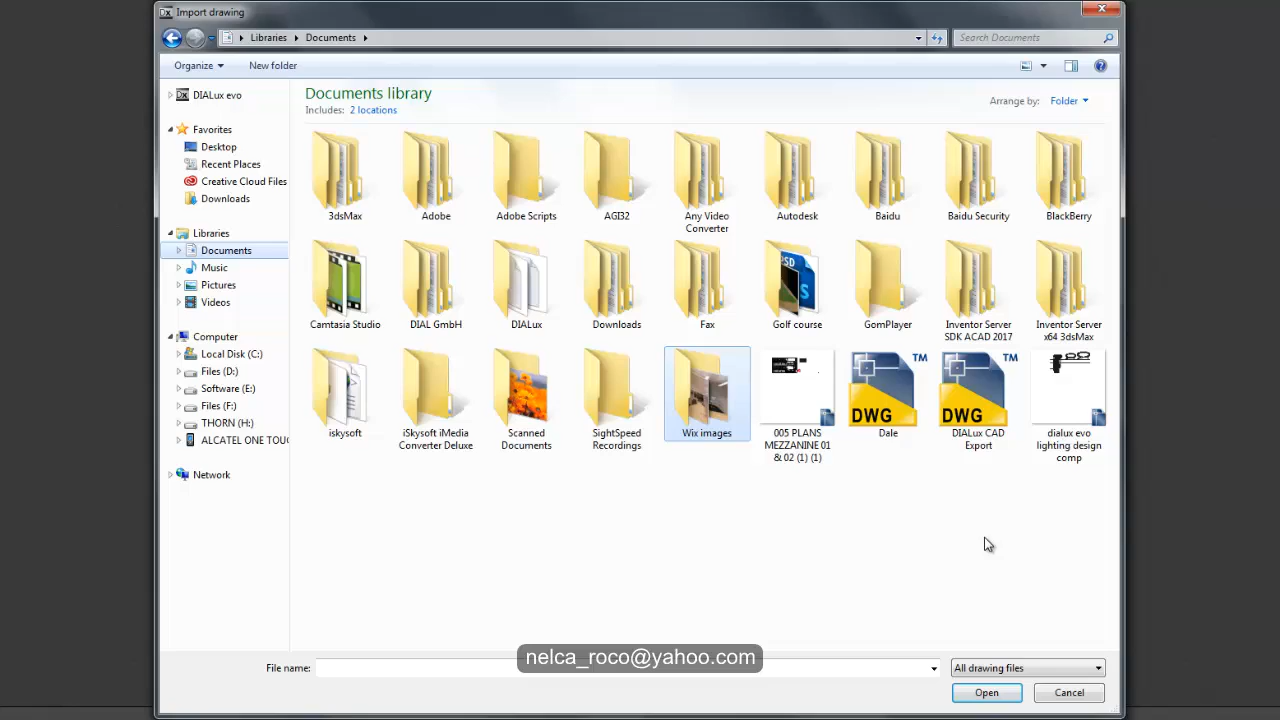 Import drawing
Libraries
Documents
Search Documents
Organize
New folder
DIALux evo
Favorites
Desktop
Recent Places
Creative Cloud Files
Downloads
Libraries
Documents
Music
Pictures
Videos
Computer
Local Disk (C:)
Files (D:)
Software (E:)
Files (F:)
THORN (H:)
ALCATEL ONE TOUC
Network
Documents library
Includes: 2 locations
Arrange by:
Folder
3dsMax
Adobe
Adobe Scripts
AGI32
Any Video
Converter
Autodesk
Baidu
Baidu Security
BlackBerry
PSD
Camtasia Studio
DIAL GmbH
DIALux
Downloads
Fax
Golf course
GomPlayer
Inventor Server
SDK ACAD 2017
Inventor Server
x64 3dsMax
TM
DWG
TM
DWG
iskysoft
iSkysoft iMedia
Converter Deluxe
Scanned
Documents
SightSpeed
Recordings
Wix images
005 PLANS
MEZZANINE 01
& 02 (1) (1)
Dale
DIALux CAD
Export
dialux evo
lighting design
comp
nelca_roco@yahoo.com
File name:
All drawing files
Open
Cancel